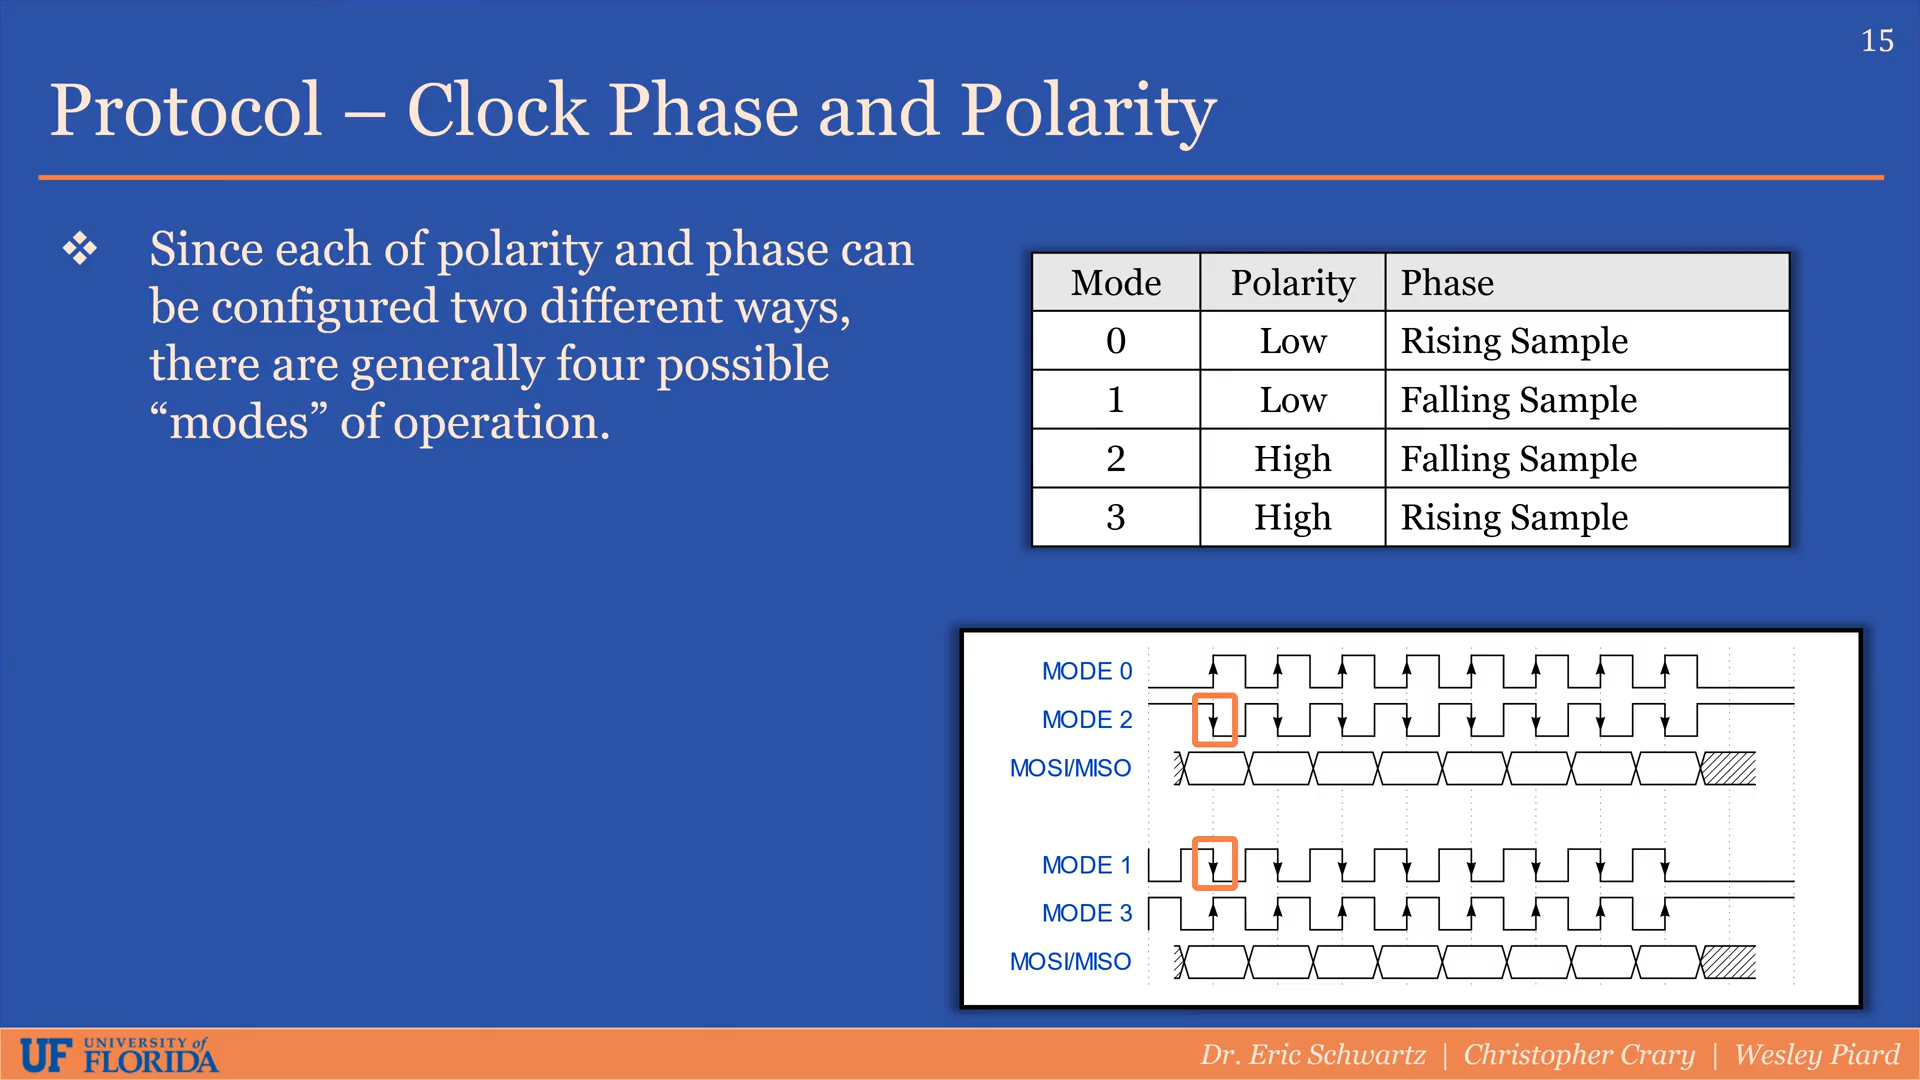 15
Protocol – Clock Phase and Polarity
❖ Since each of polarity and phase can
be configured two different ways,
there are generally four possible
“modes” of operation.
Mode Polarity Phase
0 Low Rising Sample
1 Low Falling Sample
2 High Falling Sample
3 High Rising Sample
MODE 0
MODE 2
MOSI/MISO
MODE 1
MODE 3
MOSI/MISO
UF UNIVERSITY of
FLORIDA
Dr. Eric Schwartz | Christopher Crary | Wesley Piard